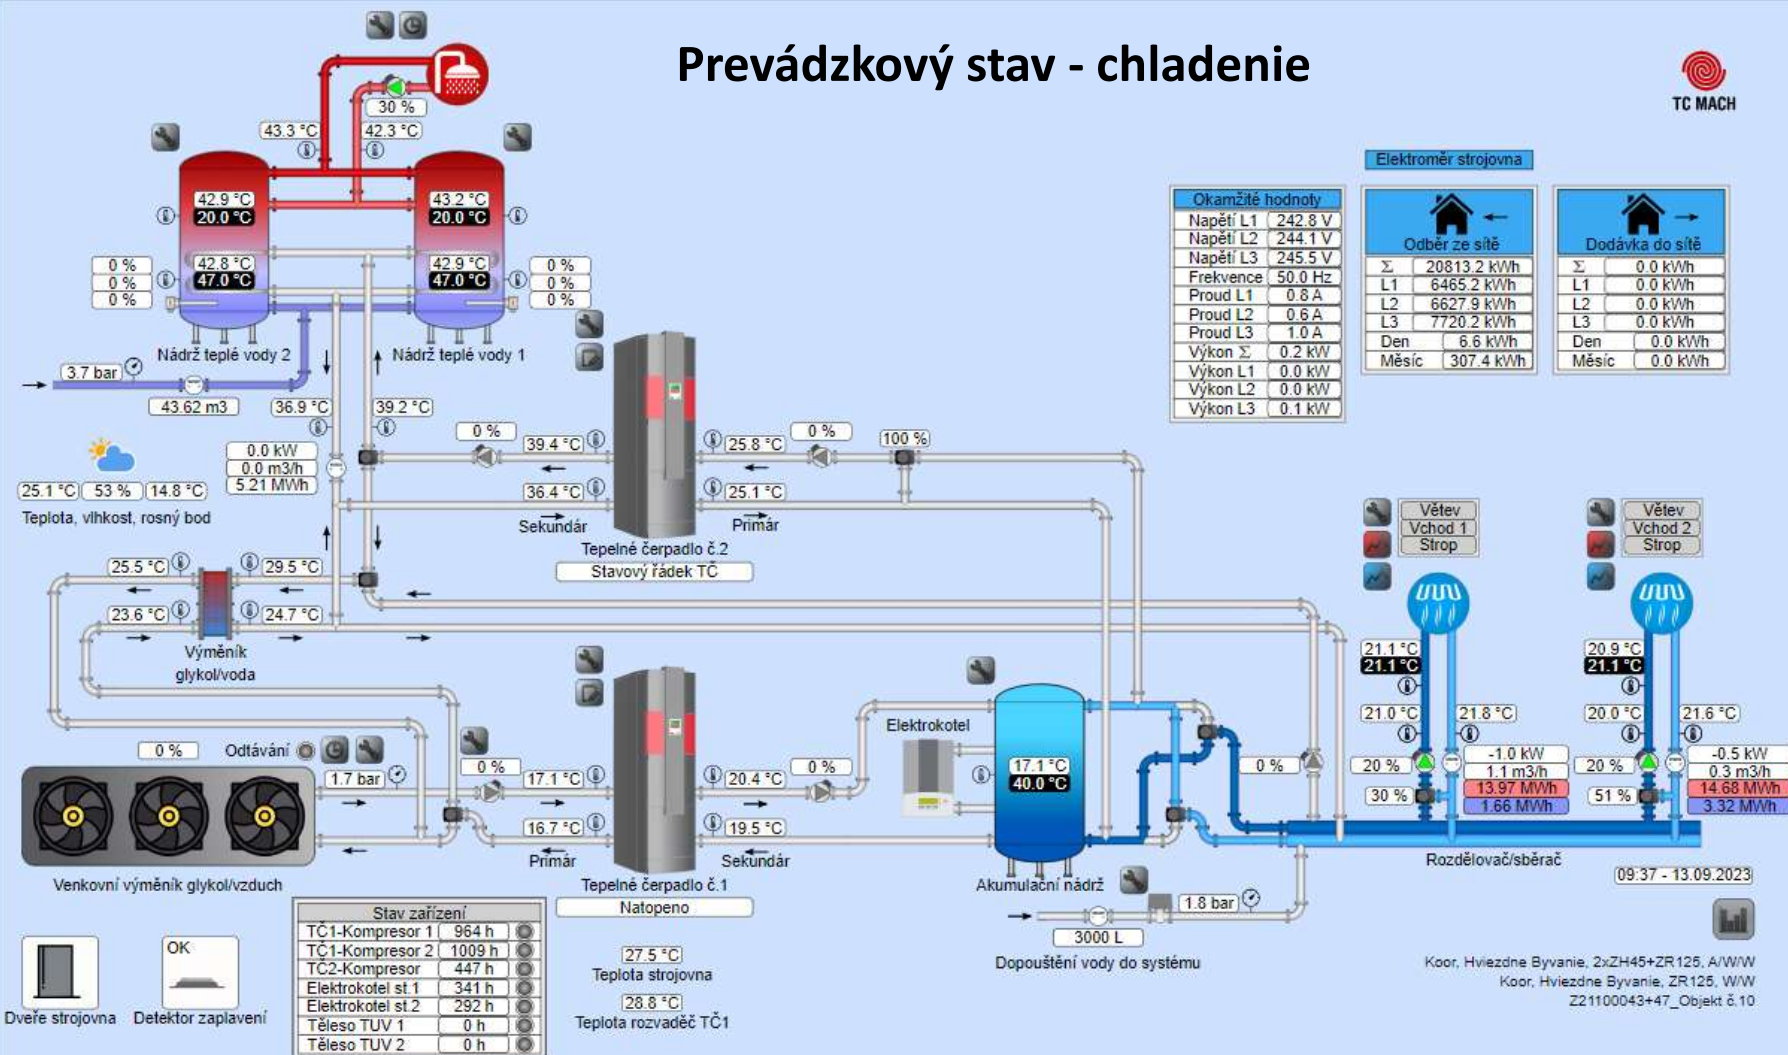 Prevádzkový stav - chladenie
TC MACH
30 %
43.3 °C
42.3 °C
42.9 °C
20.0 °C
43.2 °C
20.0 °C
42.8 °C
47.0 °C
42.9 °C
47.0 °C
0 %
0 %
0 %
0 %
0 %
0 %
Nádrž teplé vody 2
Nádrž teplé vody 1
3.7 bar
43.62 m3
36.9 °C
39.2 °C
0.0 kW
0.0 m3/h
5.21 MWh
25.1 °C
53 %
14.8 °C
Teplota, vlhkost, rosný bod
Elektroměr strojovna
Okamžité hodnoty
Napětí L1 242.8 V
Napětí L2 244.1 V
Napětí L3 245.5 V
Frekvence 50.0 Hz
Proud L1 0.8 A
Proud L2 0.6 A
Proud L3 1.0 A
Výkon Σ 0.2 kW
Výkon L1 0.0 kW
Výkon L2 0.0 kW
Výkon L3 0.1 kW
Odběr ze sítě
Σ 20813.2 kWh
L1 6465.2 kWh
L2 6627.9 kWh
L3 7720.2 kWh
Den 6.6 kWh
Měsíc 307.4 kWh
Dodávka do sítě
Σ 0.0 kWh
L1 0.0 kWh
L2 0.0 kWh
L3 0.0 kWh
Den 0.0 kWh
Měsíc 0.0 kWh
0 %
39.4 °C
25.8 °C
0 %
100 %
36.4 °C
25.1 °C
Sekundár
Primár
Tepelné čerpadlo č.2
Stavový řádek TČ
25.5 °C
29.5 °C
23.6 °C
24.7 °C
Výměník
glykol/voda
Větev
Vchod 1
Strop
Větev
Vchod 2
Strop
21.1 °C
21.1 °C
20.9 °C
21.1 °C
21.0 °C
21.8 °C
20.0 °C
21.6 °C
0 %
Odtávání
1.7 bar
0 %
17.1 °C
20.4 °C
0 %
Elektrokotel
17.1 °C
40.0 °C
0 %
20 %
-1.0 kW
1.1 m3/h
13.97 MWh
1.66 MWh
30 %
20 %
-0.5 kW
0.3 m3/h
14.68 MWh
3.32 MWh
51 %
16.7 °C
19.5 °C
Primár
Sekundár
Venkovní výměník glykol/vzduch
Tepelné čerpadlo č.1
Natopeno
Akumulační nádrž
Rozdělovač/sběrač
09:37 - 13.09.2023
1.8 bar
3000 L
Dopouštění vody do systému
Stav zařízení
TČ1-Kompresor 1 964 h
TČ1-Kompresor 2 1009 h
TČ2-Kompresor 447 h
Elektrokotel st.1 341 h
Elektrokotel st.2 292 h
Těleso TUV 1 0 h
Těleso TUV 2 0 h
OK
Dveře strojovna
Detektor zaplavení
27.5 °C
Teplota strojovna
28.8 °C
Teplota rozvaděč TČ1
Koor, Hviezdne Byvanie, 2xZH45+ZR125, A/W/W
Koor, Hviezdne Byvanie, ZR125, W/W
Z21100043+47_Objekt č.10